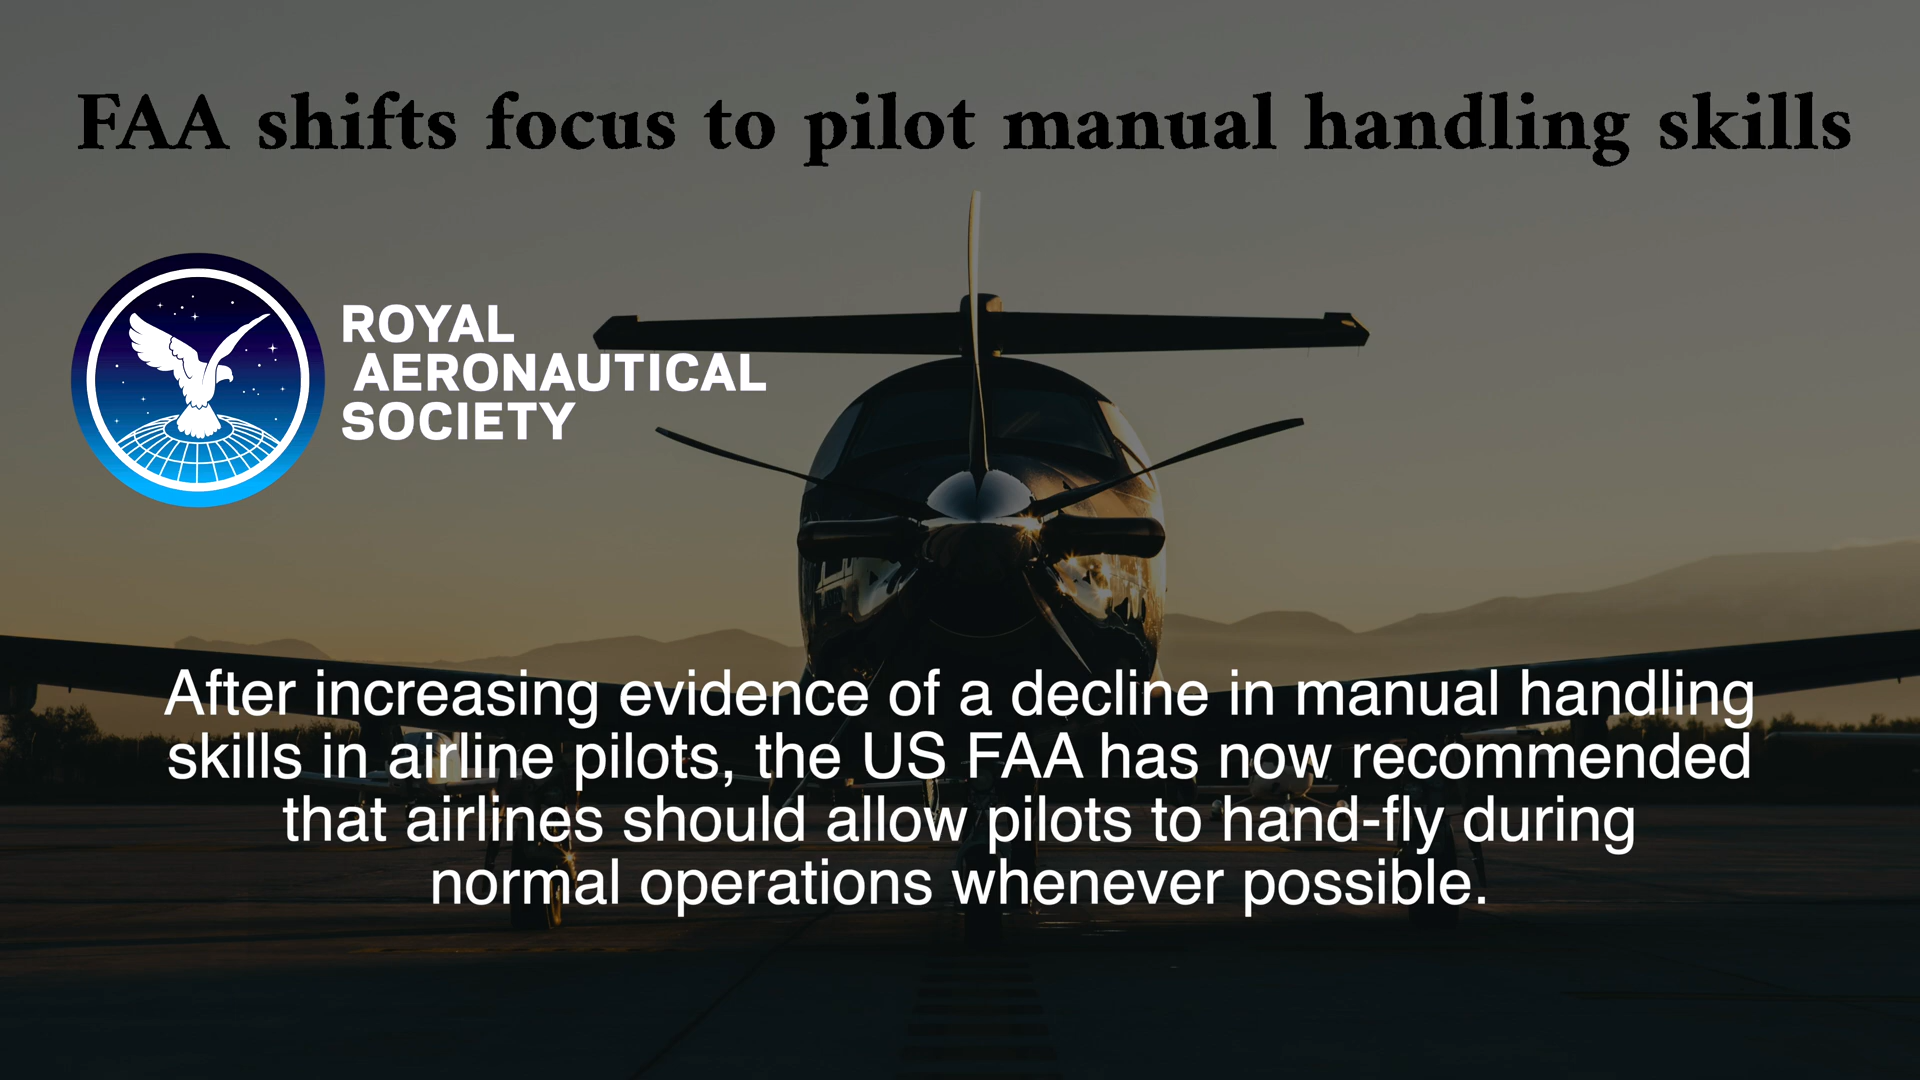 FAA shifts focus to pilot manual handling skills
ROYAL
AERONAUTICAL
SOCIETY
After increasing evidence of a decline in manual handling
skills in airline pilots, the US FAA has now recommended
that airlines should allow pilots to hand-fly during
normal operations whenever possible.